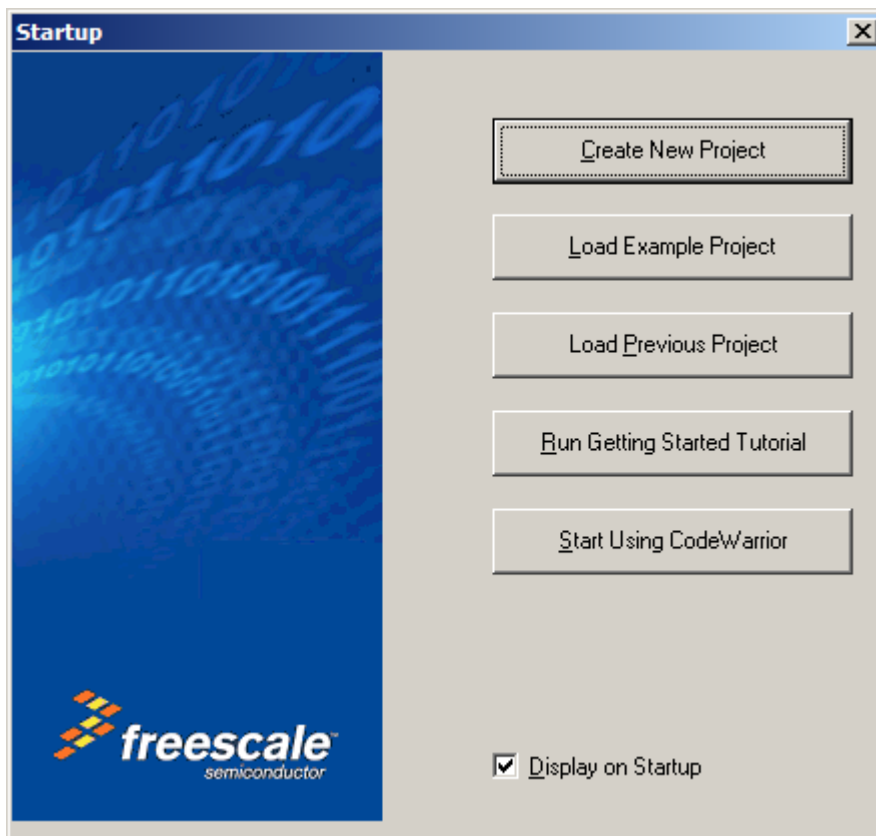 Startup
Create New Project
Load Example Project
Load Previous Project
Run Getting Started Tutorial
Start Using CodeWarrior
freescale™
semiconductor
Display on Startup